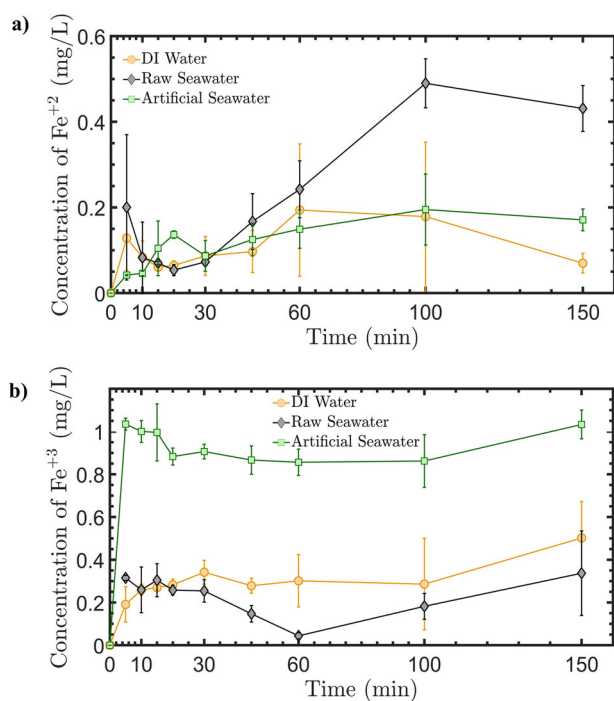 a)
Concentration of Fe+2 (mg/L)
0.6
0.4
0.2
0
DI Water
Raw Seawater
Artificial Seawater
0 10 30 60 100 150
Time (min)
b)
Concentration of Fe+3 (mg/L)
1
0.8
0.6
0.4
0.2
0
DI Water
Raw Seawater
Artificial Seawater
0 10 30 60 100 150
Time (min)